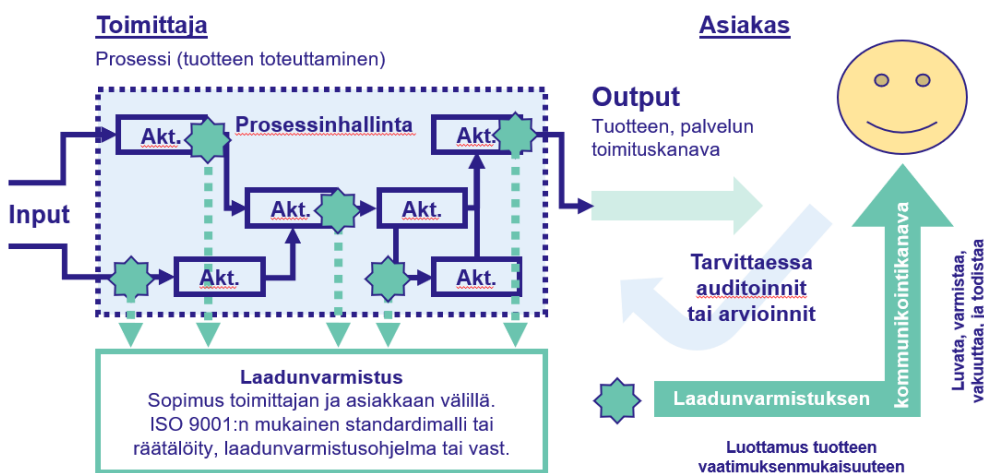 Toimittaja
Prosessi (tuotteen toteuttaminen)
Asiakas
Input
Prosessinhallinta
Akt.
Akt.
Akt.
Akt.
Akt.
Akt.
Output
Tuotteen, palvelun
toimituskanava
Tarvittaessa
auditoinnit
tai arvioinnit
Laadunvarmistus
Sopimus toimittajan ja asiakkaan välillä.
ISO 9001:n mukainen standardimalli tai
räätälöity, laadunvarmistusohjelma tai vast.
Laadunvarmistuksen
kommunikointikanava
Luvata, varmistaa,
vakuuttaa, ja todistaa
Luottamus tuotteen
vaatimuksenmukaisuuteen